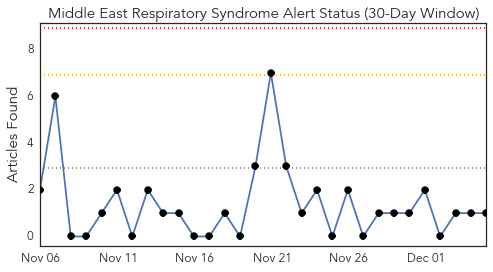 Middle East Respiratory Syndrome Alert Status (30-Day Window)
Articles Found
8
6
4
2
0
Nov 06 Nov 11 Nov 16 Nov 21 Nov 26 Dec 01